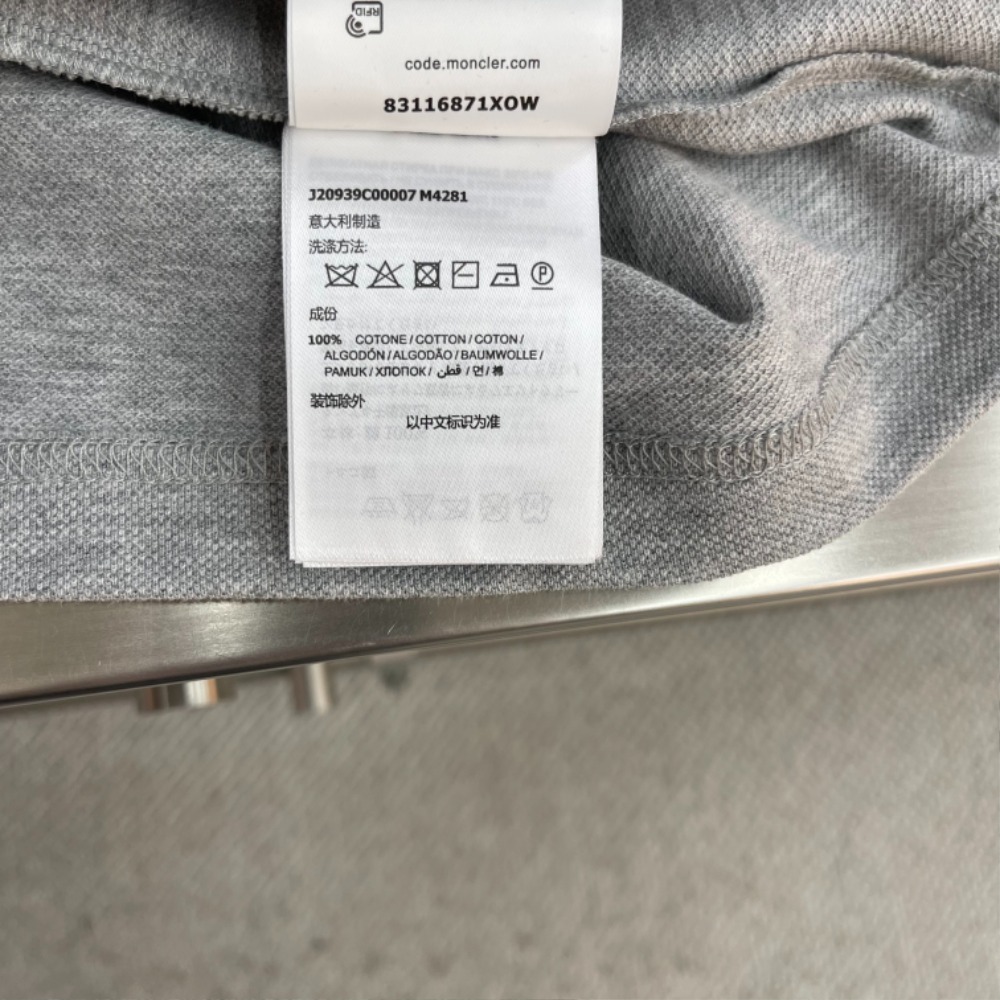 RFID
code.moncler.com
83116871XOW
J20939C00007 M4281
意大利制造
洗涤方法:
P
成份
100% COTONE / COTTON / COTON /
ALGODÓN / ALGODÃO / BAUMWOLLE /
PAMUK / ХЛОПОК / قطن / 면 / 棉
装饰除外
以中文标识为准